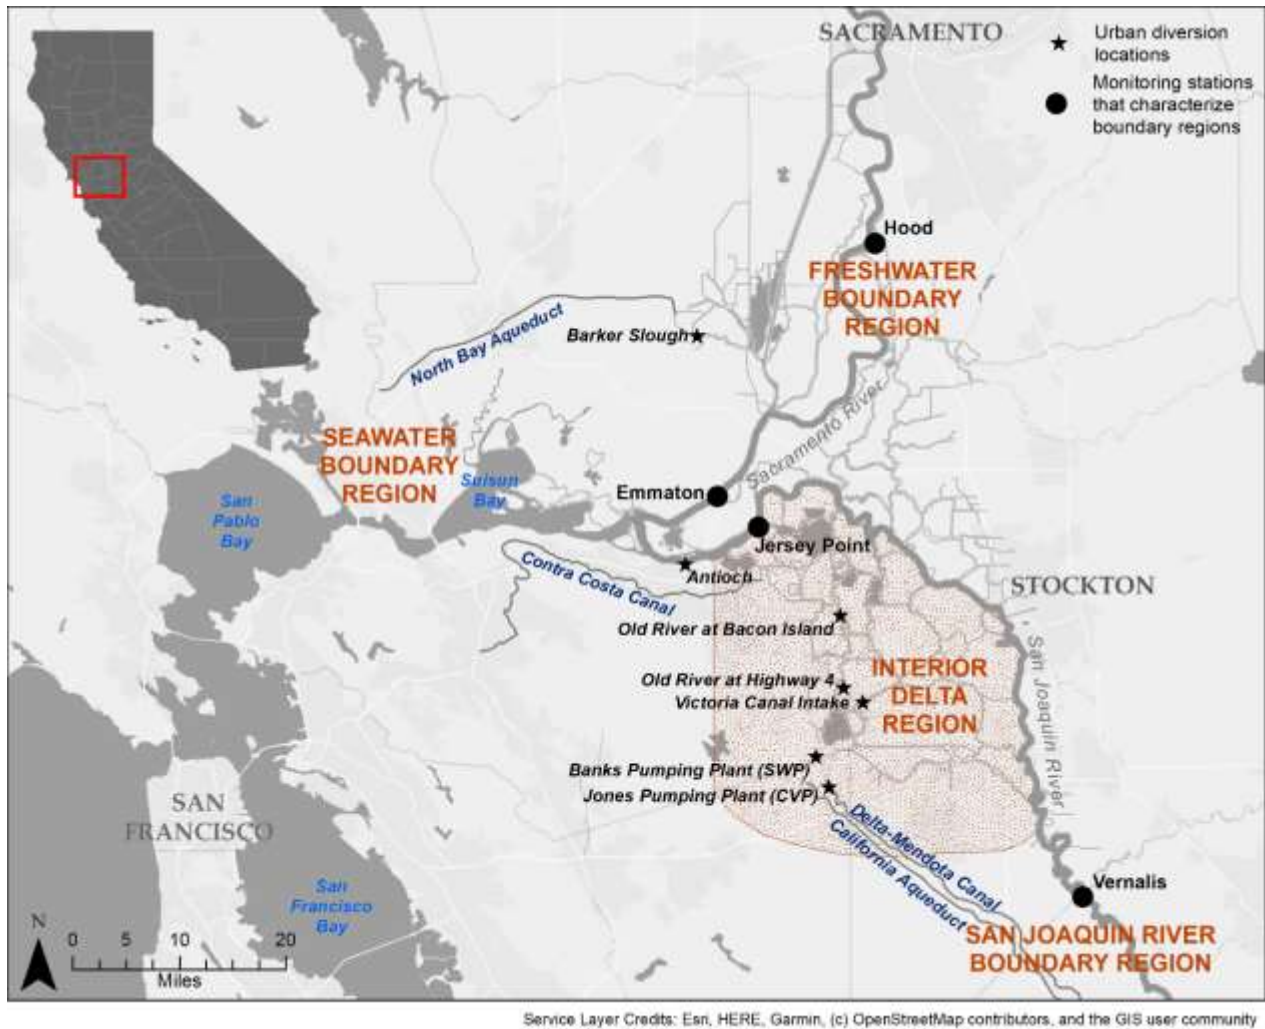 SACRAMENTO
Urban diversion
locations
Monitoring stations
that characterize
boundary regions
Hood
FRESHWATER
BOUNDARY
REGION
North Bay Aqueduct
Barker Slough
SEAWATER
BOUNDARY
REGION
Suisun
Bay
San
Pablo
Bay
Sacramento River
Emmaton
Jersey Point
Antioch
Contra Costa Canal
STOCKTON
Old River at Bacon Island
San Joaquin River
INTERIOR
DELTA
REGION
Old River at Highway 4
Victoria Canal Intake
Banks Pumping Plant (SWP)
Jones Pumping Plant (CVP)
SAN
FRANCISCO
Delta-Mendota Canal
California Aqueduct
San
Francisco
Bay
Vernalis
SAN JOAQUIN RIVER
BOUNDARY REGION
N
0 5 10 20
Miles
Service Layer Credits: Esri, HERE, Garmin, (c) OpenStreetMap contributors, and the GIS user community